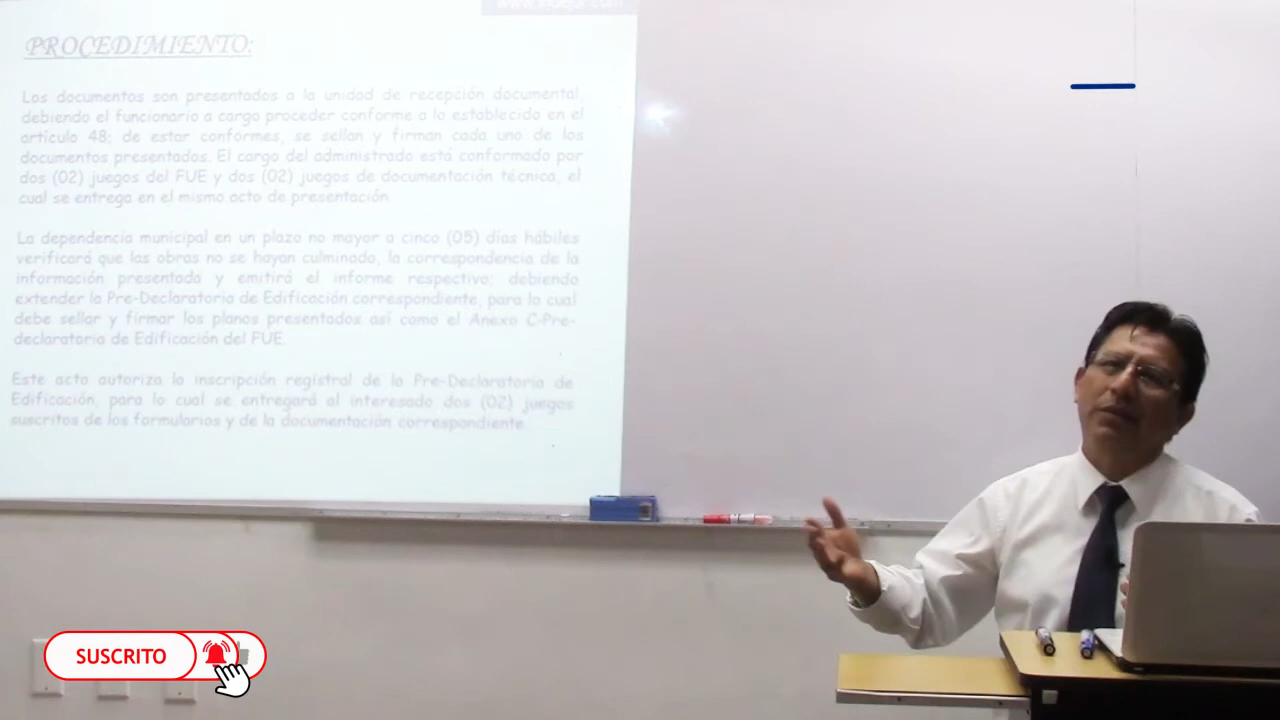 www.indejur.com
PROCEDIMIENTO:
Los documentos son presentados a la unidad de recepción documental,
debiendo el funcionario a cargo proceder conforme a lo establecido en el
artículo 48; de estar conformes, se sellan y firman cada uno de los
documentos presentados. El cargo del administrado está conformado por
dos (02) juegos del FUE y dos (02) juegos de documentación técnica, el
cual se entrega en el mismo acto de presentación.
La dependencia municipal en un plazo no mayor a cinco (05) días hábiles
verificará que las obras no se hayan culminado, la correspondencia de la
información presentada y emitirá el informe respectivo; debiendo
extender la Pre-Declaratoria de Edificación correspondiente, para lo cual
debe sellar y firmar los planos presentados así como el Anexo C-Pre-
declaratoria de Edificación del FUE.
Este acto autoriza la inscripción registral de la Pre-Declaratoria de
Edificación, para lo cual se entregará al interesado dos (02) juegos
suscritos de los formularios y de la documentación correspondiente.
SUSCRITO